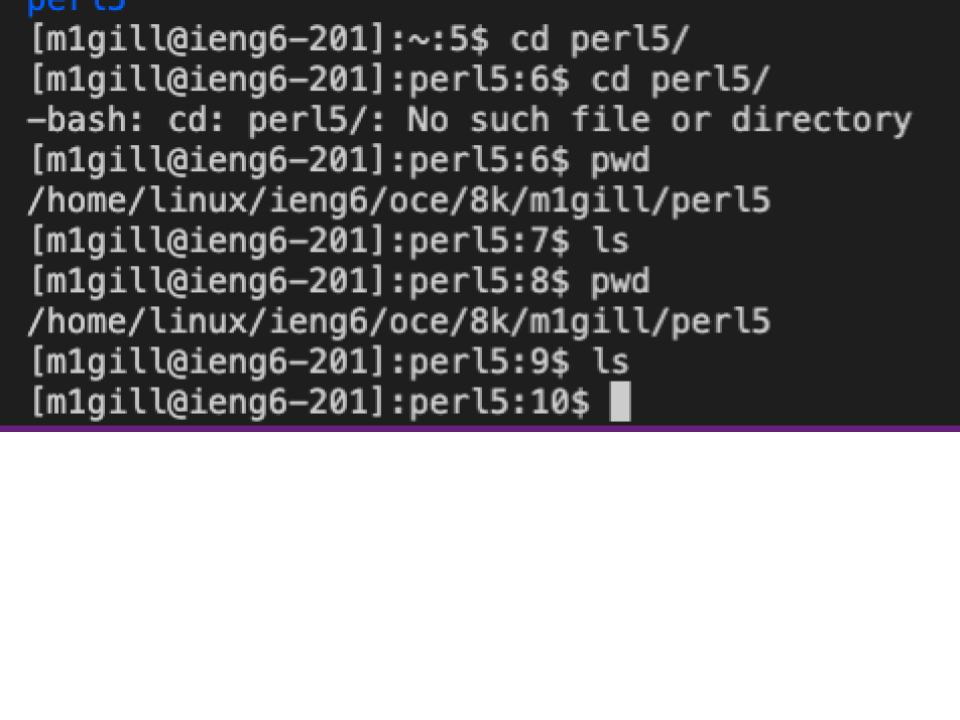 perl5
[m1gill@ieng6-201]:~:5$ cd perl5/
[m1gill@ieng6-201]:perl5:6$ cd perl5/
-bash: cd: perl5/: No such file or directory
[m1gill@ieng6-201]:perl5:6$ pwd
/home/linux/ieng6/oce/8k/m1gill/perl5
[m1gill@ieng6-201]:perl5:7$ ls
[m1gill@ieng6-201]:perl5:8$ pwd
/home/linux/ieng6/oce/8k/m1gill/perl5
[m1gill@ieng6-201]:perl5:9$ ls
[m1gill@ieng6-201]:perl5:10$